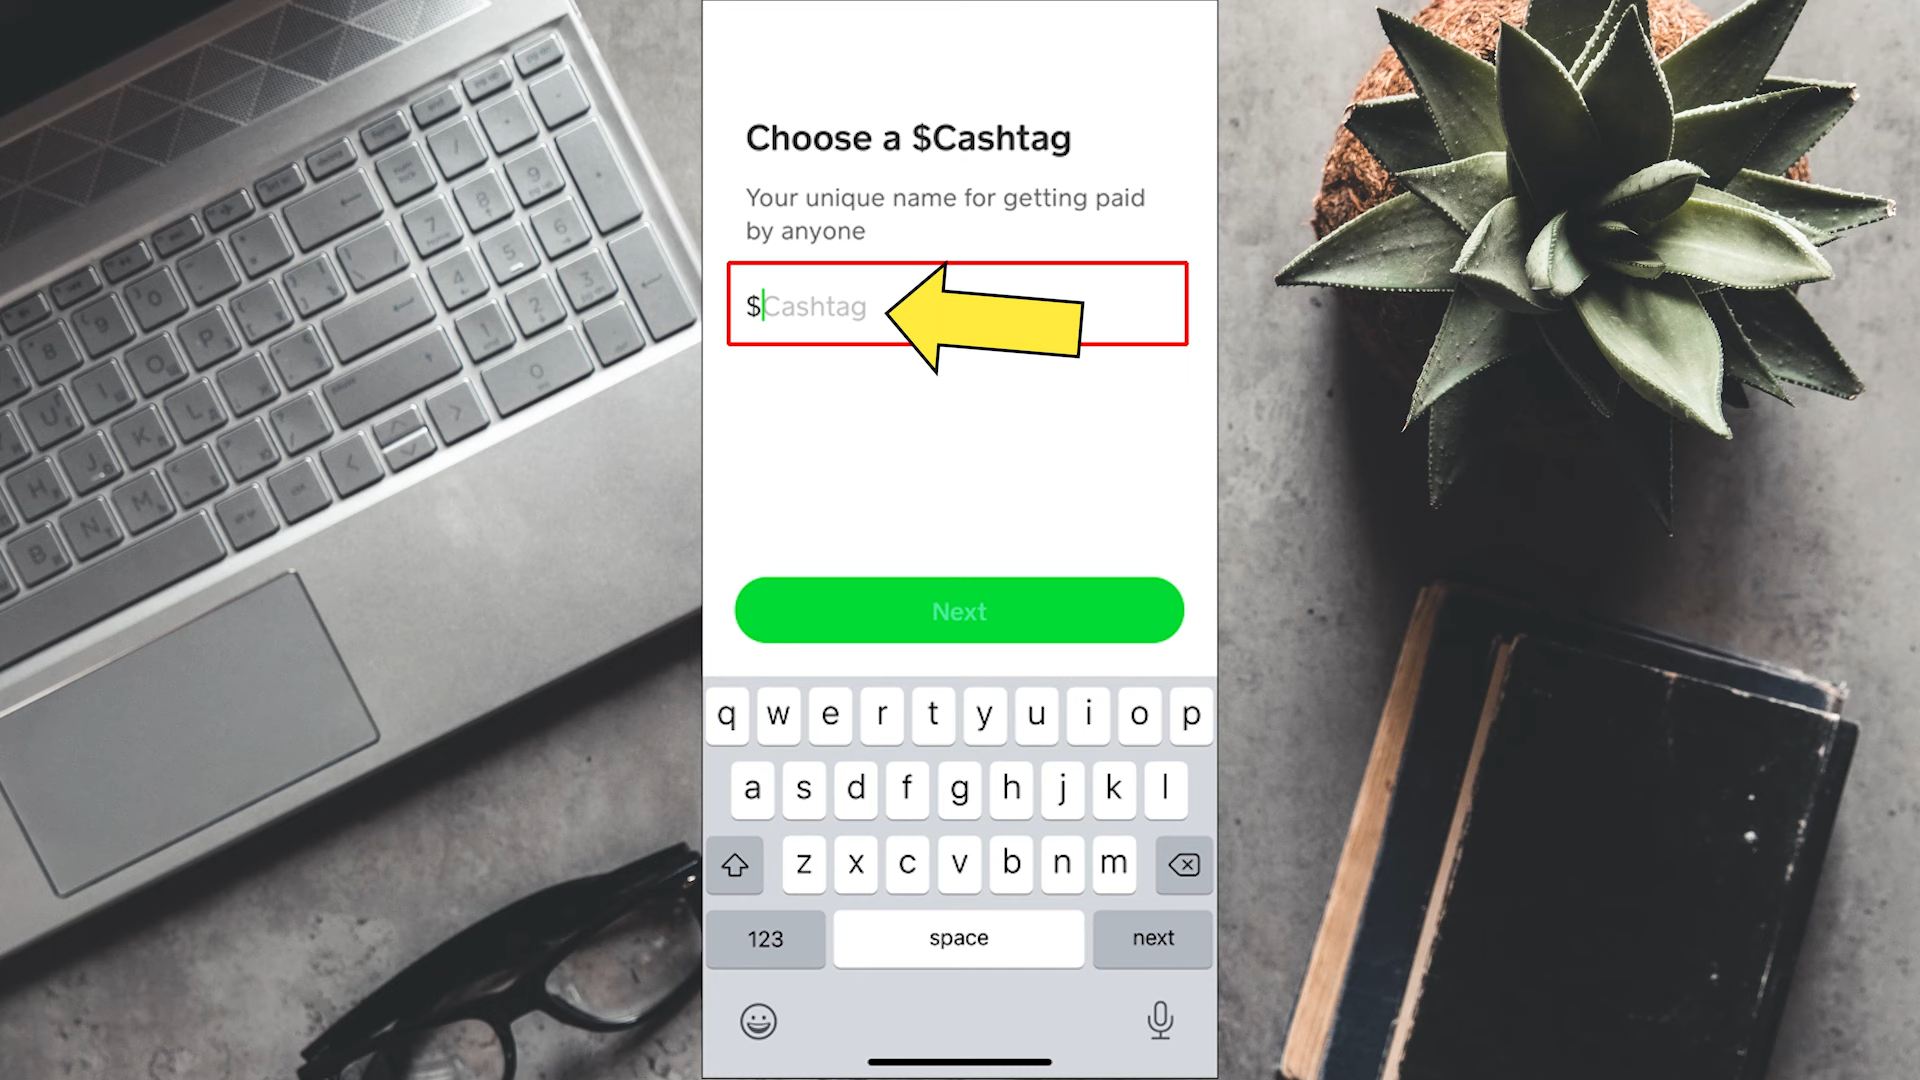 Choose a $Cashtag
Your unique name for getting paid
by anyone
$Cashtag
Next
q w e r t y u i o p
a s d f g h j k l
z x c v b n m
123 space next